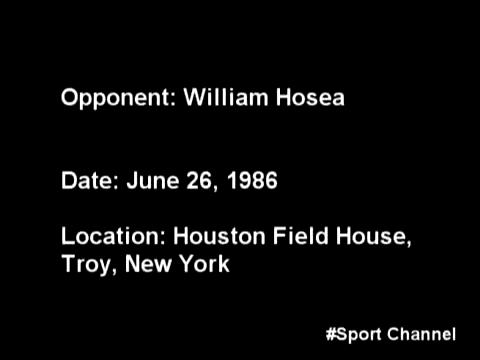 Opponent: William Hosea
Date: June 26, 1986
Location: Houston Field House,
Troy, New York
#Sport Channel